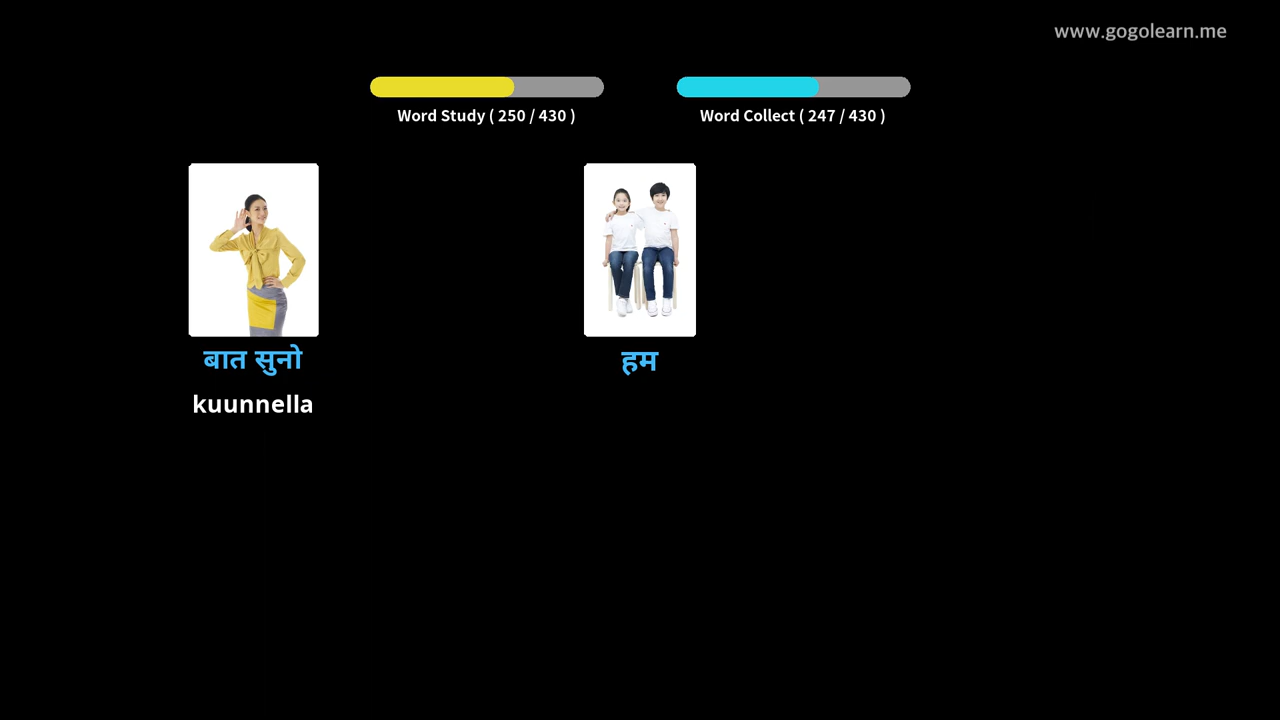 www.gogolearn.me
Word Study ( 250 / 430 )
Word Collect ( 247 / 430 )
बात सुनो
हम
kuunnella